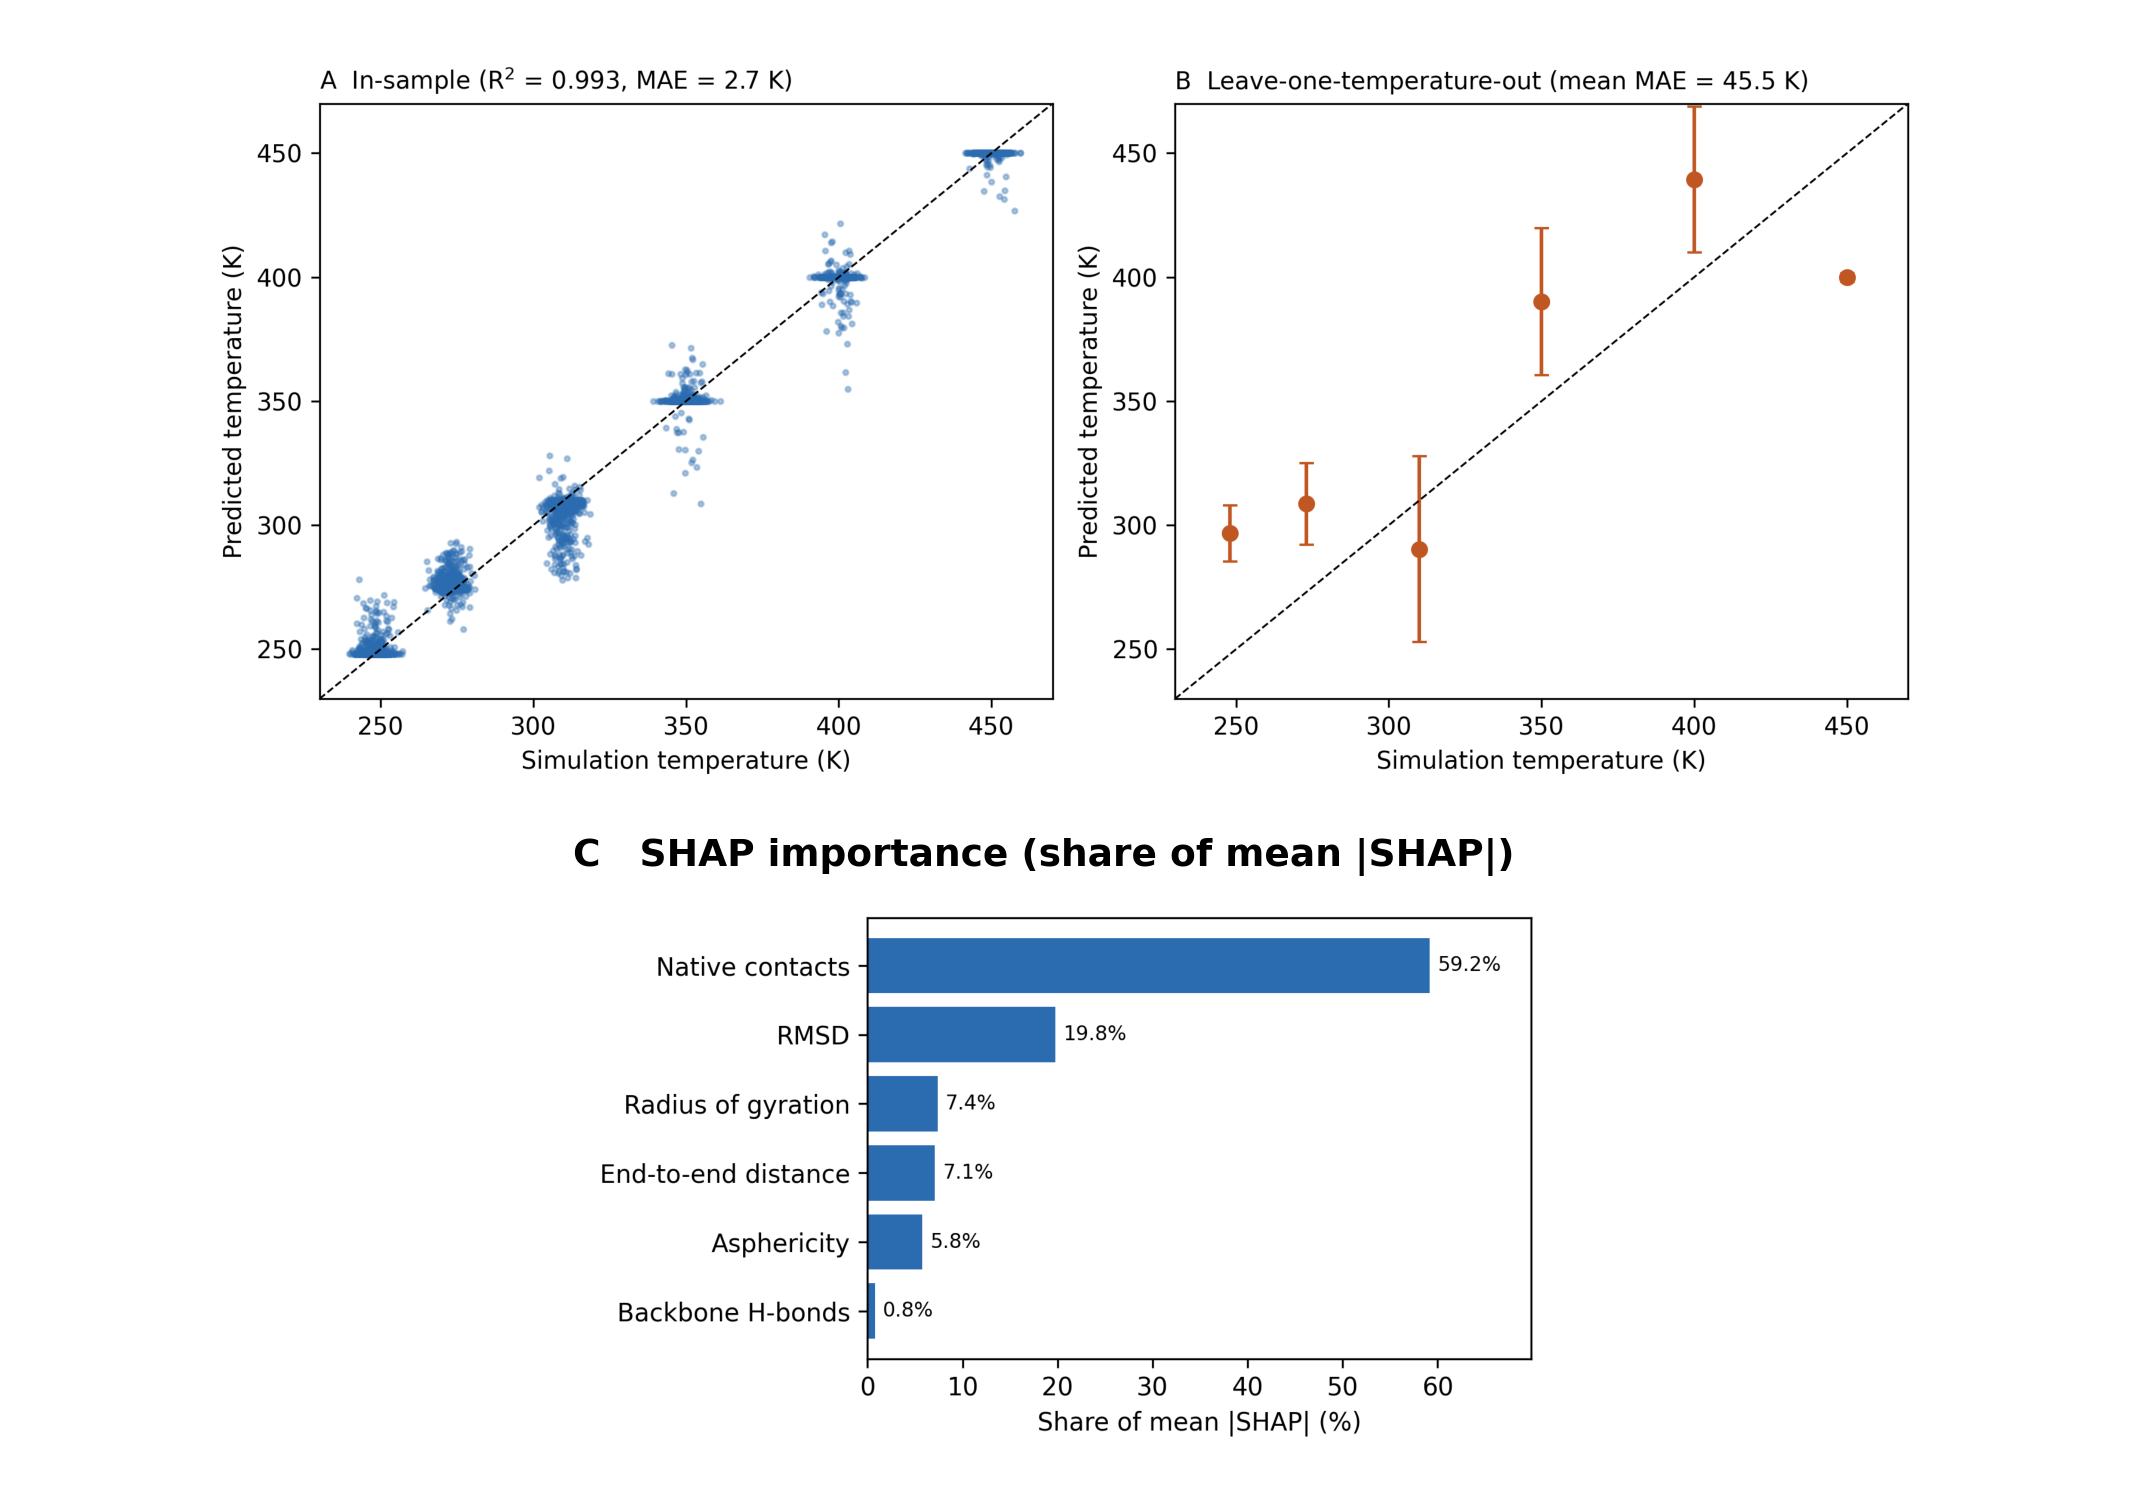 A In-sample (R² = 0.993, MAE = 2.7 K)
Predicted temperature (K)
450
400
350
300
250
250 300 350 400 450
Simulation temperature (K)
B Leave-one-temperature-out (mean MAE = 45.5 K)
Predicted temperature (K)
450
400
350
300
250
250 300 350 400 450
Simulation temperature (K)
C SHAP importance (share of mean |SHAP|)
Native contacts 59.2%
RMSD 19.8%
Radius of gyration 7.4%
End-to-end distance 7.1%
Asphericity 5.8%
Backbone H-bonds 0.8%
0 10 20 30 40 50 60
Share of mean |SHAP| (%)